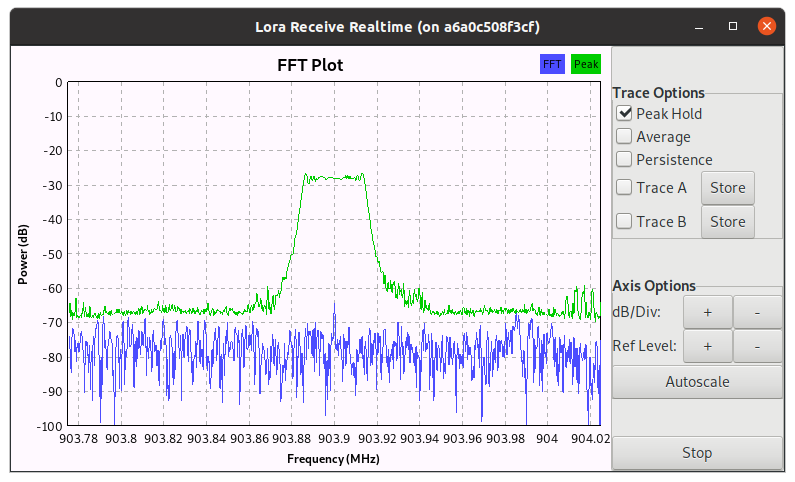 Lora Receive Realtime (on a6a0c508f3cf)
FFT Plot
FFT Peak
0
-10
-20
-30
-40
-50
-60
-70
-80
-90
-100
Power (dB)
903.78 903.8 903.82 903.84 903.86 903.88 903.9 903.92 903.94 903.96 903.98 904 904.02
Frequency (MHz)
Trace Options
Peak Hold
Average
Persistence
Trace A Store
Trace B Store
Axis Options
dB/Div: + -
Ref Level: + -
Autoscale
Stop